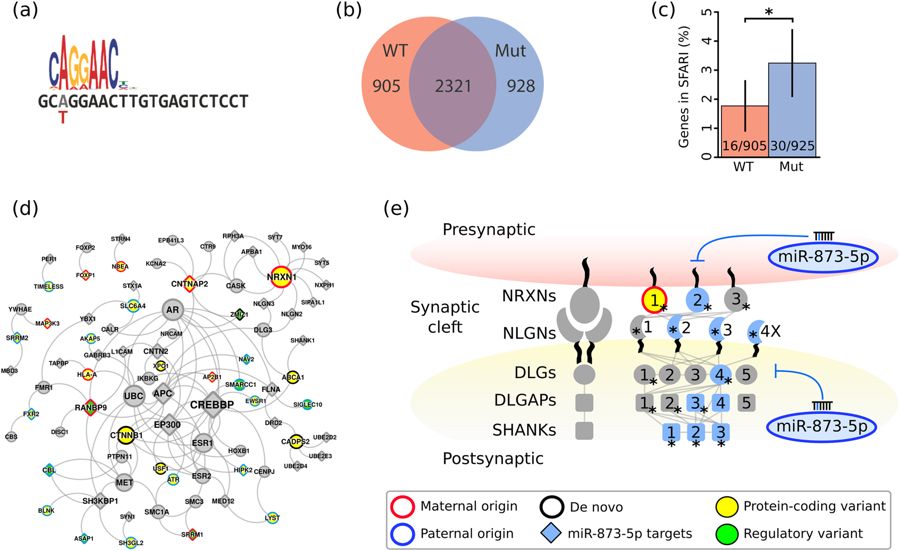 (a)
CAGGAAC
GCAGGAACTTGTGAGTCTCCT
T
(b)
WT
Mut
905
2321
928
(c)
Genes in SFARI (%)
5
4
3
2
1
0
*
16/905
30/925
WT
Mut
(d)
STRN4
EPB41L3
RPH3A
SYT7
FOXP2
CTR9
APBA1
MYO16
PER1
NBEA
KCNA2
SYT5
FOXP1
CNTNAP2
CASK
NRXN1
NXPH1
TIMELESS
STX1A
SIPA1L1
YWHAE
SLC6A4
NLGN3
MAP3K3
YBX1
AR
ZMIZ1
NLGN2
CALR
NRCAM
DLG3
SRRM2
AKAP5
SHANK1
GABRB3
L1CAM
CNTN2
NAV2
MBD3
TAPBP
XPO1
HLA-A
IKBKG
AP2B1
ABCA1
FMR1
UBC
APC
SMARCC1
FLNA
FXR2
RANBP9
CREBBP
EWSR1
SIGLEC10
EP300
DRD2
CBS
DISC1
CTNNB1
ESR1
CADPS2
UBE2D2
HOXB1
UBE2E3
PTPN11
USF1
UBE2D4
CBL
MET
ATR
ESR2
HIPK2
CENPJ
SH3KBP1
SMC3
MED12
BLNK
SYN1
SMC1A
LYST
ASAP1
SH3GL2
SRRM1
(e)
Presynaptic
miR-873-5p
NRXNs
1
*
2
*
3
*
Synaptic
cleft
NLGNs
*1
*2
*3
*4X
DLGs
1
*
2
3
4
*
5
DLGAPs
1
*
2
*
3
*
4
5
miR-873-5p
SHANKs
1
*
2
*
3
*
Postsynaptic
Maternal origin
De novo
Protein-coding variant
Paternal origin
miR-873-5p targets
Regulatory variant